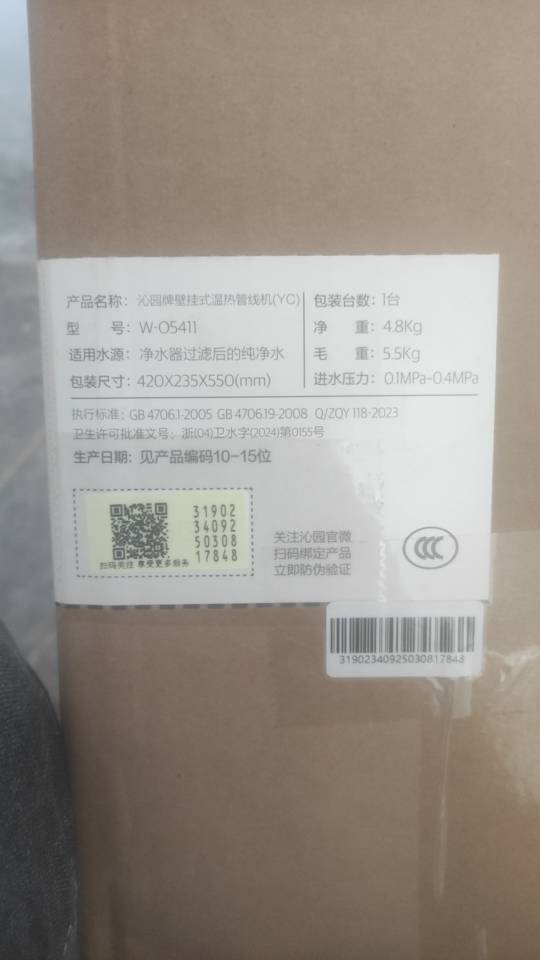 产品名称: 沁园牌壁挂式温热管线机(YC)
型 号: W-O5411
适用水源: 净水器过滤后的纯净水
包装尺寸: 420X235X550(mm)
包装台数: 1台
净 重: 4.8Kg
毛 重: 5.5Kg
进水压力: 0.1MPa-0.4MPa
执行标准: GB 4706.1-2005 GB 4706.19-2008 Q/ZQY 118-2023
卫生许可批准文号: 浙(04)卫水字(2024)第0155号
生产日期: 见产品编码10-15位
31902
34092
50308
17848
扫码关注 享受更多服务
关注沁园官微
扫码绑定产品
立即防伪验证
CCC
31902340925030817848